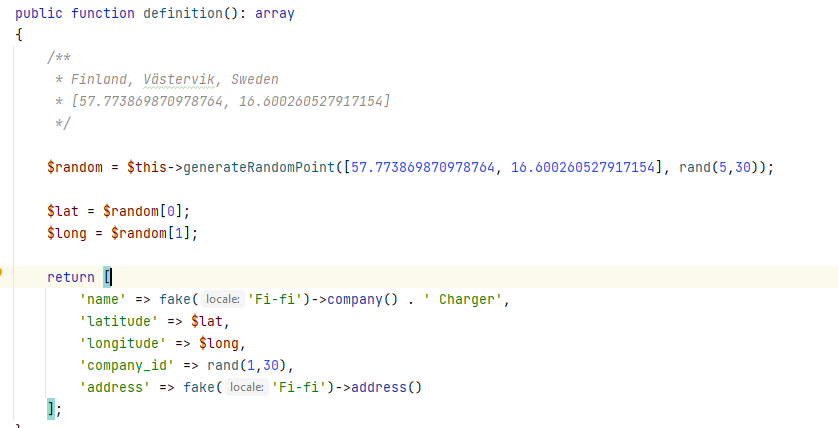 public function definition(): array
{
/**
* Finland, Västervik, Sweden
* [57.773869870978764, 16.600260527917154]
*/
$random = $this->generateRandomPoint([57.773869870978764, 16.600260527917154], rand(5,30));
$lat = $random[0];
$long = $random[1];
return [
'name' => fake( locale: 'Fi-fi')->company() . ' Charger',
'latitude' => $lat,
'longitude' => $long,
'company_id' => rand(1,30),
'address' => fake( locale: 'Fi-fi')->address()
];